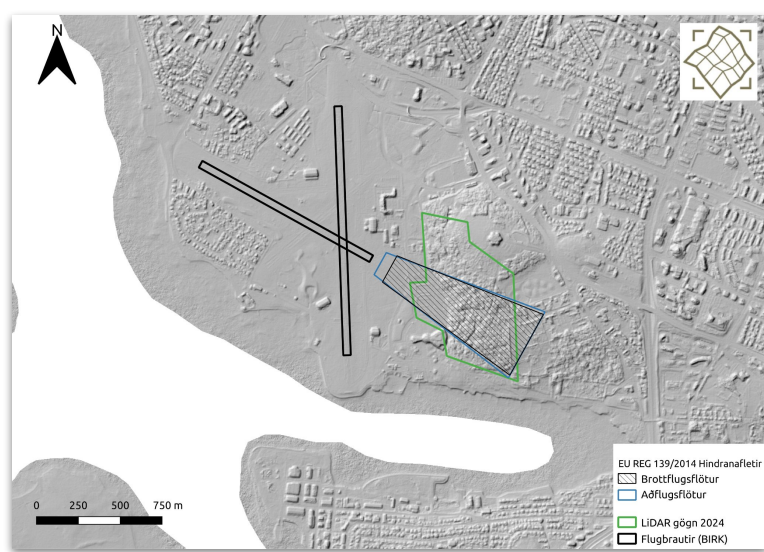 N
0 250 500 750 m
EU REG 139/2014 Hindranafletir
Brottflugsflötur
Aðflugsflötur
LiDAR gögn 2024
Flugbrautir (BIRK)